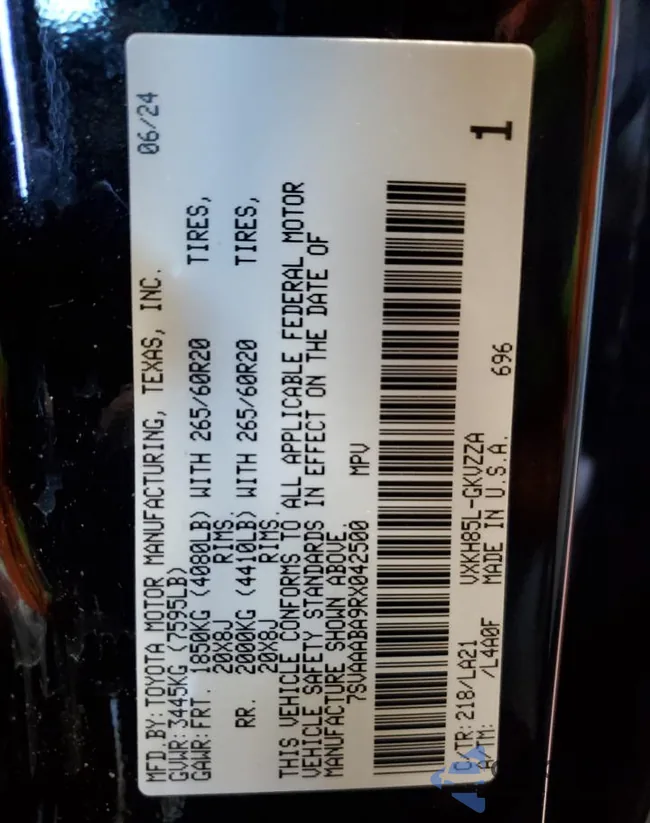 MFD.BY:TOYOTA MOTOR MANUFACTURING, TEXAS, INC. 06/24
GVWR:3445KG (7595LB)
GAWR:FRT. 1850KG (4080LB) WITH 265/60R20 TIRES,
20X8J RIMS.
RR. 2000KG (4410LB) WITH 265/60R20 TIRES,
20X8J RIMS.
THIS VEHICLE CONFORMS TO ALL APPLICABLE FEDERAL MOTOR
VEHICLE SAFETY STANDARDS IN EFFECT ON THE DATE OF
MANUFACTURE SHOWN ABOVE.
7SVAAABA9RX042500 MPV
1
C/TR:218/LA21 VXKH85L-GKVZZA
A/TM: /L4A0F MADE IN U.S.A. 696